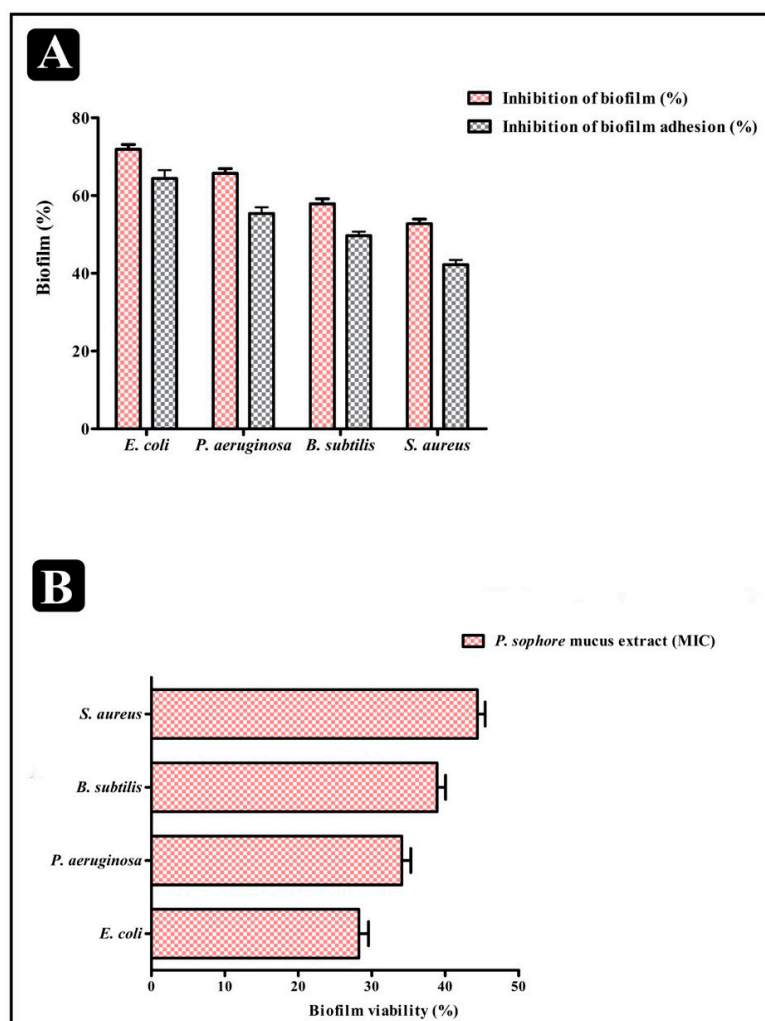 A
Inhibition of biofilm (%)
Inhibition of biofilm adhesion (%)
80
60
40
20
0
Biofilm (%)
E. coli P. aeruginosa B. subtilis S. aureus
B
P. sophore mucus extract (MIC)
S. aureus
B. subtilis
P. aeruginosa
E. coli
0 10 20 30 40 50
Biofilm viability (%)